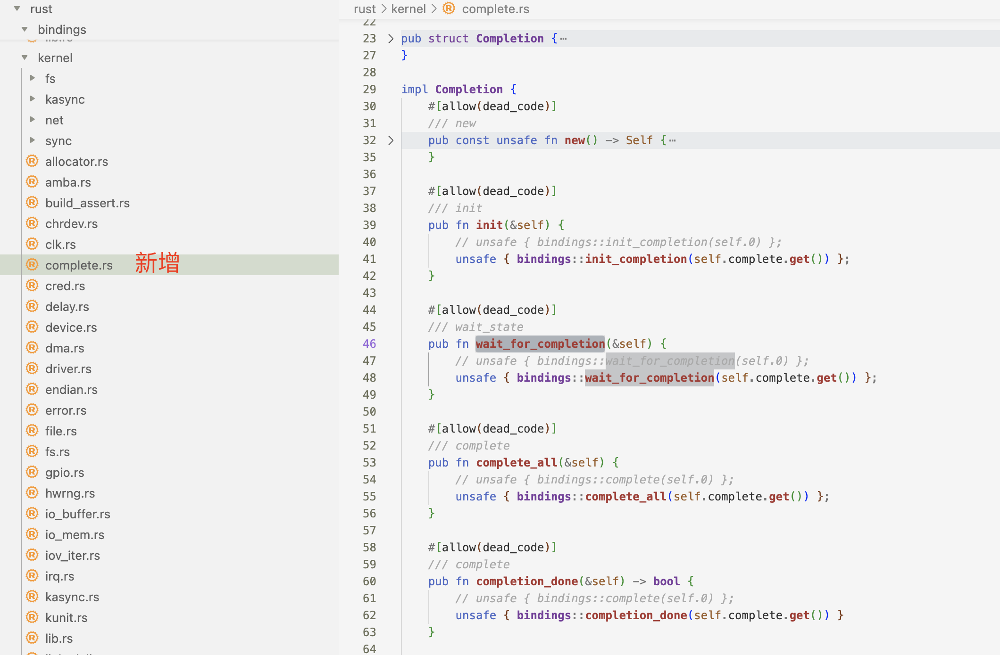 rust
bindings
kernel
fs
kasync
net
sync
allocator.rs
amba.rs
build_assert.rs
chrdev.rs
clk.rs
complete.rs 新增
cred.rs
delay.rs
device.rs
dma.rs
driver.rs
endian.rs
error.rs
file.rs
fs.rs
gpio.rs
hwrng.rs
io_buffer.rs
io_mem.rs
iov_iter.rs
irq.rs
kasync.rs
kunit.rs
lib.rs
rust > kernel > complete.rs
22
23 > pub struct Completion {⋯
27 }
28
29 impl Completion {
30 #[allow(dead_code)]
31 /// new
32 > pub const unsafe fn new() -> Self {⋯
35 }
36
37 #[allow(dead_code)]
38 /// init
39 pub fn init(&self) {
40 // unsafe { bindings::init_completion(self.0) };
41 unsafe { bindings::init_completion(self.complete.get()) };
42 }
43
44 #[allow(dead_code)]
45 /// wait_state
46 pub fn wait_for_completion(&self) {
47 // unsafe { bindings::wait_for_completion(self.0) };
48 unsafe { bindings::wait_for_completion(self.complete.get()) };
49 }
50
51 #[allow(dead_code)]
52 /// complete
53 pub fn complete_all(&self) {
54 // unsafe { bindings::complete(self.0) };
55 unsafe { bindings::complete_all(self.complete.get()) };
56 }
57
58 #[allow(dead_code)]
59 /// complete
60 pub fn completion_done(&self) -> bool {
61 // unsafe { bindings::complete(self.0) };
62 unsafe { bindings::completion_done(self.complete.get()) }
63 }
64